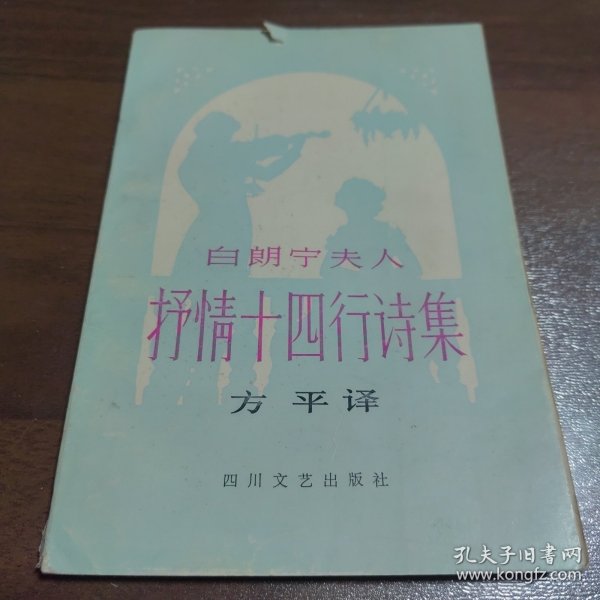 白朗宁夫人
抒情十四行诗集
方平译
四川文艺出版社
孔夫子旧书网
www.kongfz.com